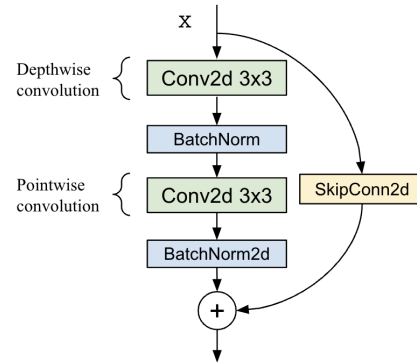 x
Depthwise
convolution
Conv2d 3x3
BatchNorm
Pointwise
convolution
Conv2d 3x3
SkipConn2d
BatchNorm2d
+